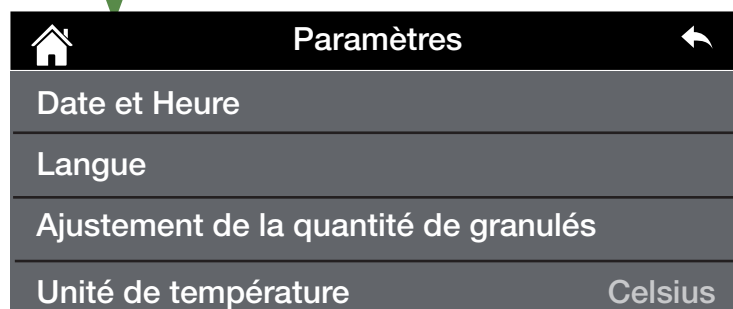 Paramètres
Date et Heure
Langue
Ajustement de la quantité de granulés
Unité de température Celsius